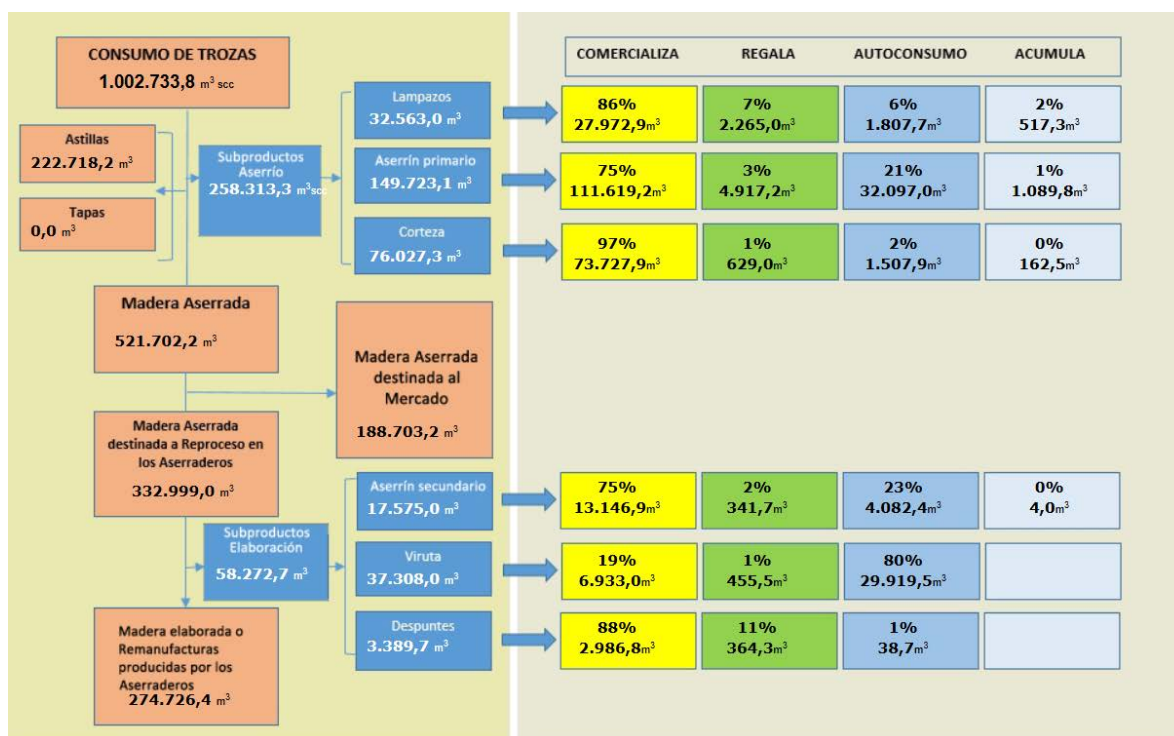 CONSUMO DE TROZAS
1.002.733,8 m³ scc
Astillas
222.718,2 m³
Tapas
0,0 m³
Subproductos
Aserrío
258.313,3 m³scc
Lampazos
32.563,0 m³
Aserrín primario
149.723,1 m³
Corteza
76.027,3 m³
Madera Aserrada
521.702,2 m³
Madera Aserrada
destinada al
Mercado
188.703,2 m³
Madera Aserrada
destinada a Reproceso en
los Aserraderos
332.999,0 m³
Subproductos
Elaboración
58.272,7 m³
Aserrín secundario
17.575,0 m³
Viruta
37.308,0 m³
Despuntes
3.389,7 m³
Madera elaborada o
Remanufacturas
producidas por los
Aserraderos
274.726,4 m³
COMERCIALIZA REGALA AUTOCONSUMO ACUMULA
86% 7% 6% 2%
27.972,9m³ 2.265,0m³ 1.807,7m³ 517,3m³
75% 3% 21% 1%
111.619,2m³ 4.917,2m³ 32.097,0m³ 1.089,8m³
97% 1% 2% 0%
73.727,9m³ 629,0m³ 1.507,9m³ 162,5m³
75% 2% 23% 0%
13.146,9m³ 341,7m³ 4.082,4m³ 4,0m³
19% 1% 80%
6.933,0m³ 455,5m³ 29.919,5m³
88% 11% 1%
2.986,8m³ 364,3m³ 38,7m³